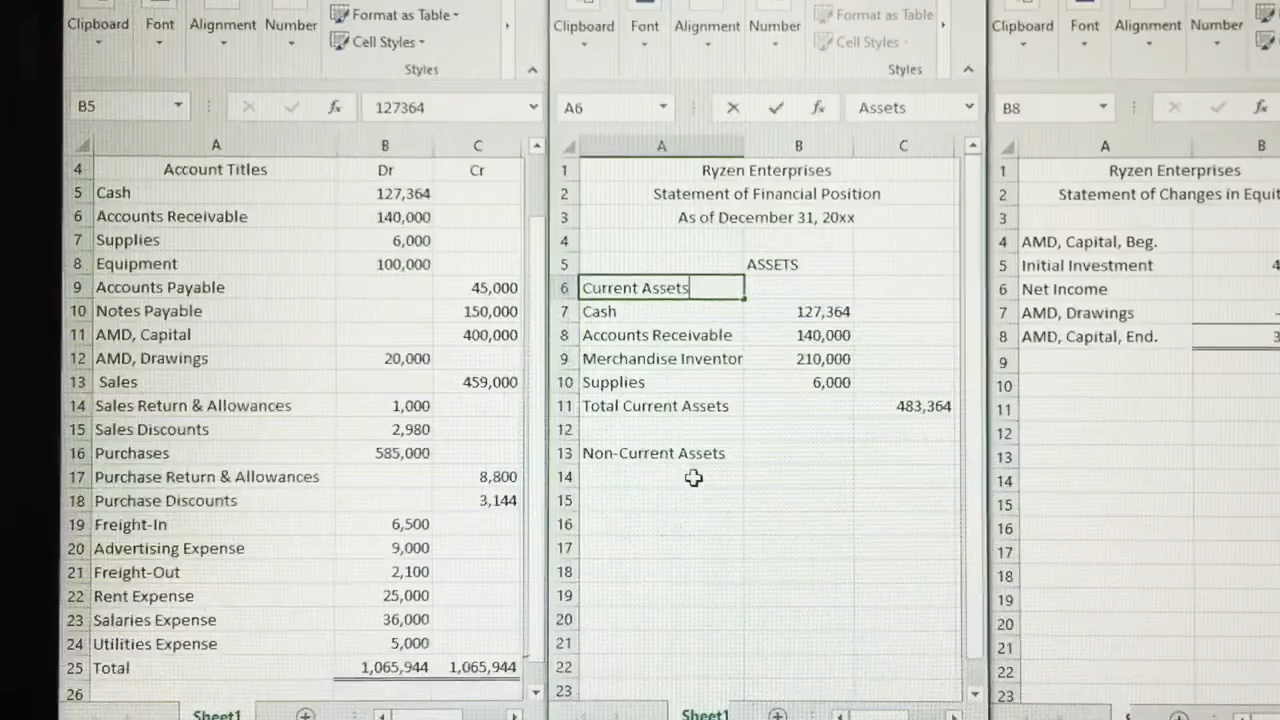 Clipboard Font Alignment Number Format as Table Cell Styles Styles
B5 fx 127364
A B C
4 Account Titles Dr Cr
5 Cash 127,364
6 Accounts Receivable 140,000
7 Supplies 6,000
8 Equipment 100,000
9 Accounts Payable 45,000
10 Notes Payable 150,000
11 AMD, Capital 400,000
12 AMD, Drawings 20,000
13 Sales 459,000
14 Sales Return & Allowances 1,000
15 Sales Discounts 2,980
16 Purchases 585,000
17 Purchase Return & Allowances 8,800
18 Purchase Discounts 3,144
19 Freight-In 6,500
20 Advertising Expense 9,000
21 Freight-Out 2,100
22 Rent Expense 25,000
23 Salaries Expense 36,000
24 Utilities Expense 5,000
25 Total 1,065,944 1,065,944
26
Sheet1
Clipboard Font Alignment Number Format as Table Cell Styles Styles
A6 fx Assets
A B C
1 Ryzen Enterprises
2 Statement of Financial Position
3 As of December 31, 20xx
4
5 ASSETS
6 Current Assets
7 Cash 127,364
8 Accounts Receivable 140,000
9 Merchandise Inventor 210,000
10 Supplies 6,000
11 Total Current Assets 483,364
12
13 Non-Current Assets
14
15
16
17
18
19
20
21
22
23
Sheet1
Clipboard Font Alignment Number
B8 fx
A B
1 Ryzen Enterprises
2 Statement of Changes in Equit
3
4 AMD, Capital, Beg.
5 Initial Investment 4
6 Net Income
7 AMD, Drawings
8 AMD, Capital, End. 3
9
10
11
12
13
14
15
16
17
18
19
20
21
22
23